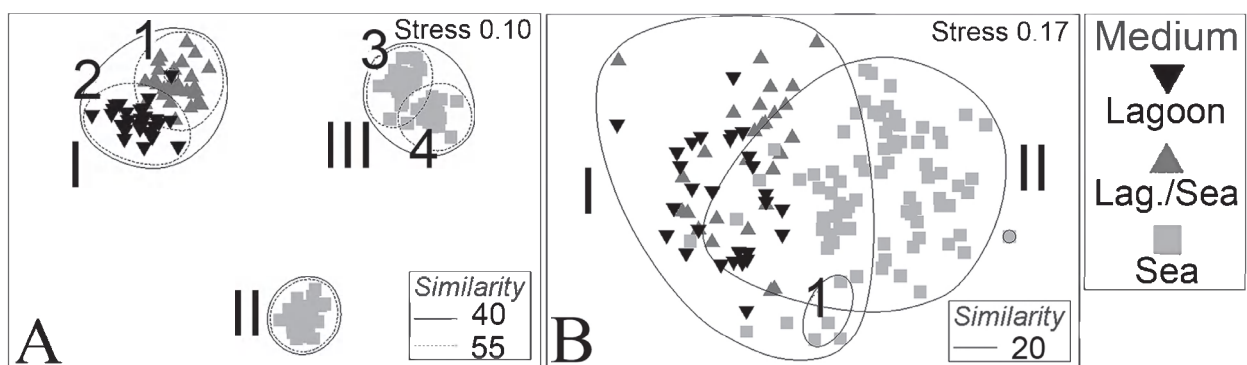 1
2
I
3
Stress 0.10
III
4
II
A
Similarity
40
55
Stress 0.17
I
II
1
B
Similarity
20
Medium
Lagoon
Lag./Sea
Sea